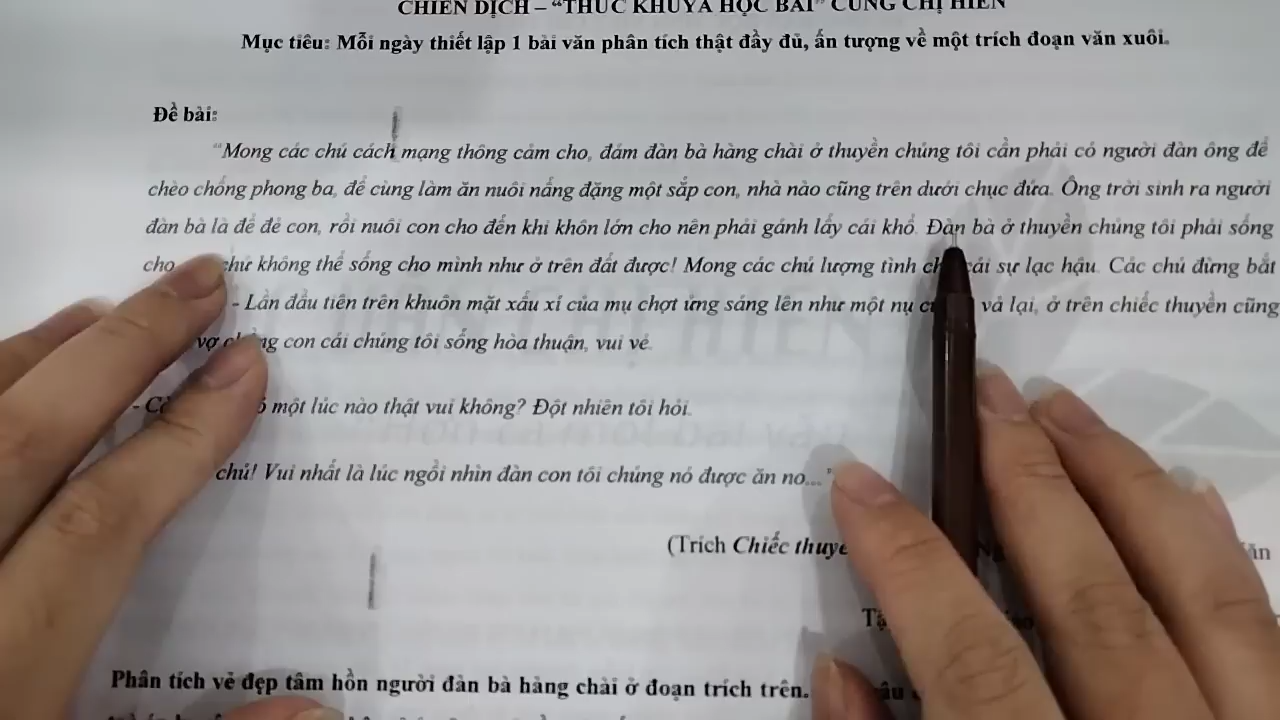 CHIẾN DỊCH – “THỨC KHUYA HỌC BÀI” CÙNG CHỊ HIÊN
Mục tiêu: Mỗi ngày thiết lập 1 bài văn phân tích thật đầy đủ, ấn tượng về một trích đoạn văn xuôi.
Đề bài:
“Mong các chú cách mạng thông cảm cho, đám đàn bà hàng chài ở thuyền chúng tôi cần phải có người đàn ông để
chèo chống phong ba, để cùng làm ăn nuôi nấng đặng một sắp con, nhà nào cũng trên dưới chục đứa. Ông trời sinh ra người
đàn bà là để đẻ con, rồi nuôi con cho đến khi khôn lớn cho nên phải gánh lấy cái khổ. Đàn bà ở thuyền chúng tôi phải sống
cho chứ không thể sống cho mình như ở trên đất được! Mong các chú lượng tình cái sự lạc hậu. Các chú đừng bắt
- Lần đầu tiên trên khuôn mặt xấu xí của mụ chợt ửng sáng lên như một nụ vả lại, ở trên chiếc thuyền cũng
vợ con cái chúng tôi sống hòa thuận, vui vẻ.
- một lúc nào thật vui không? Đột nhiên tôi hỏi.
chú! Vui nhất là lúc ngồi nhìn đàn con tôi chúng nó được ăn no...”
(Trích Chiếc
Phân tích vẻ đẹp tâm hồn người đàn bà hàng chài ở đoạn trích trên.